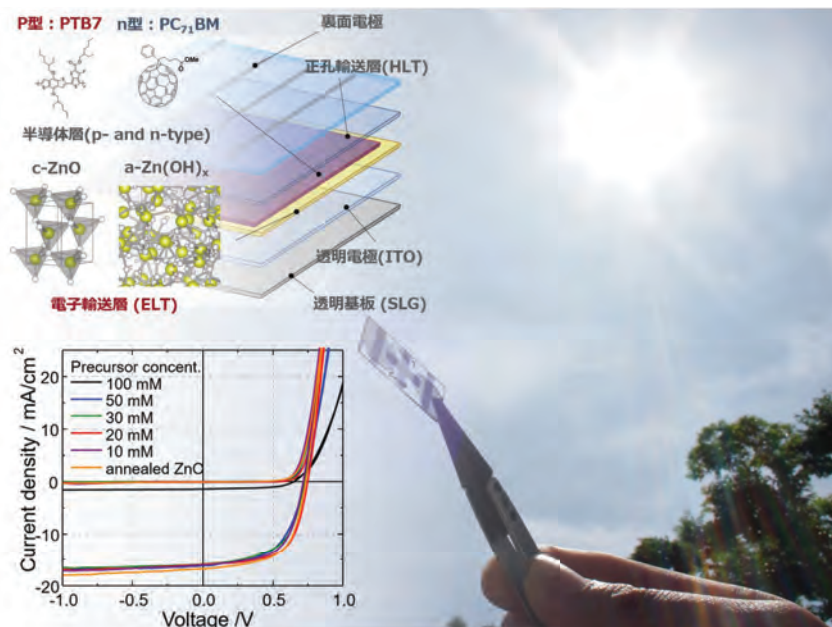 P型：PTB7 n型：PC71BM
OMe
O
半導体層(p- and n-type)
c-ZnO a-Zn(OH)x
電子輸送層 (ELT)
裏面電極
正孔輸送層(HLT)
透明電極(ITO)
透明基板 (SLG)
Current density / mA/cm2
Precursor concent.
100 mM
50 mM
30 mM
20 mM
10 mM
annealed ZnO
20
10
0
-10
-20
-1.0 -0.5 0.0 0.5 1.0
Voltage /V